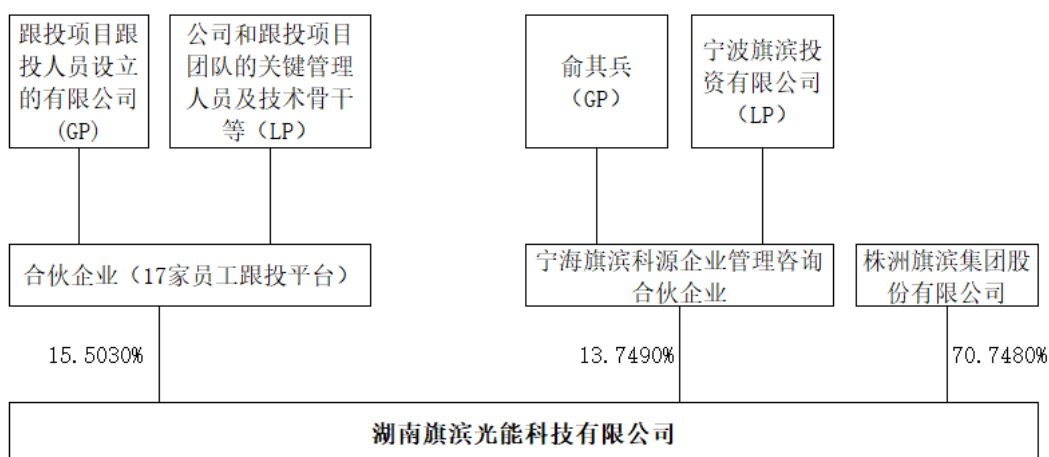 跟投项目跟
投人员设立
的有限公司
(GP)
公司和跟投项目
团队的关键管理
人员及技术骨干
等（LP）
俞其兵
（GP）
宁波旗滨投
资有限公司
（LP）
合伙企业（17家员工跟投平台）
宁海旗滨科源企业管理咨询
合伙企业
株洲旗滨集团股
份有限公司
15.5030%
13.7490%
70.7480%
湖南旗滨光能科技有限公司